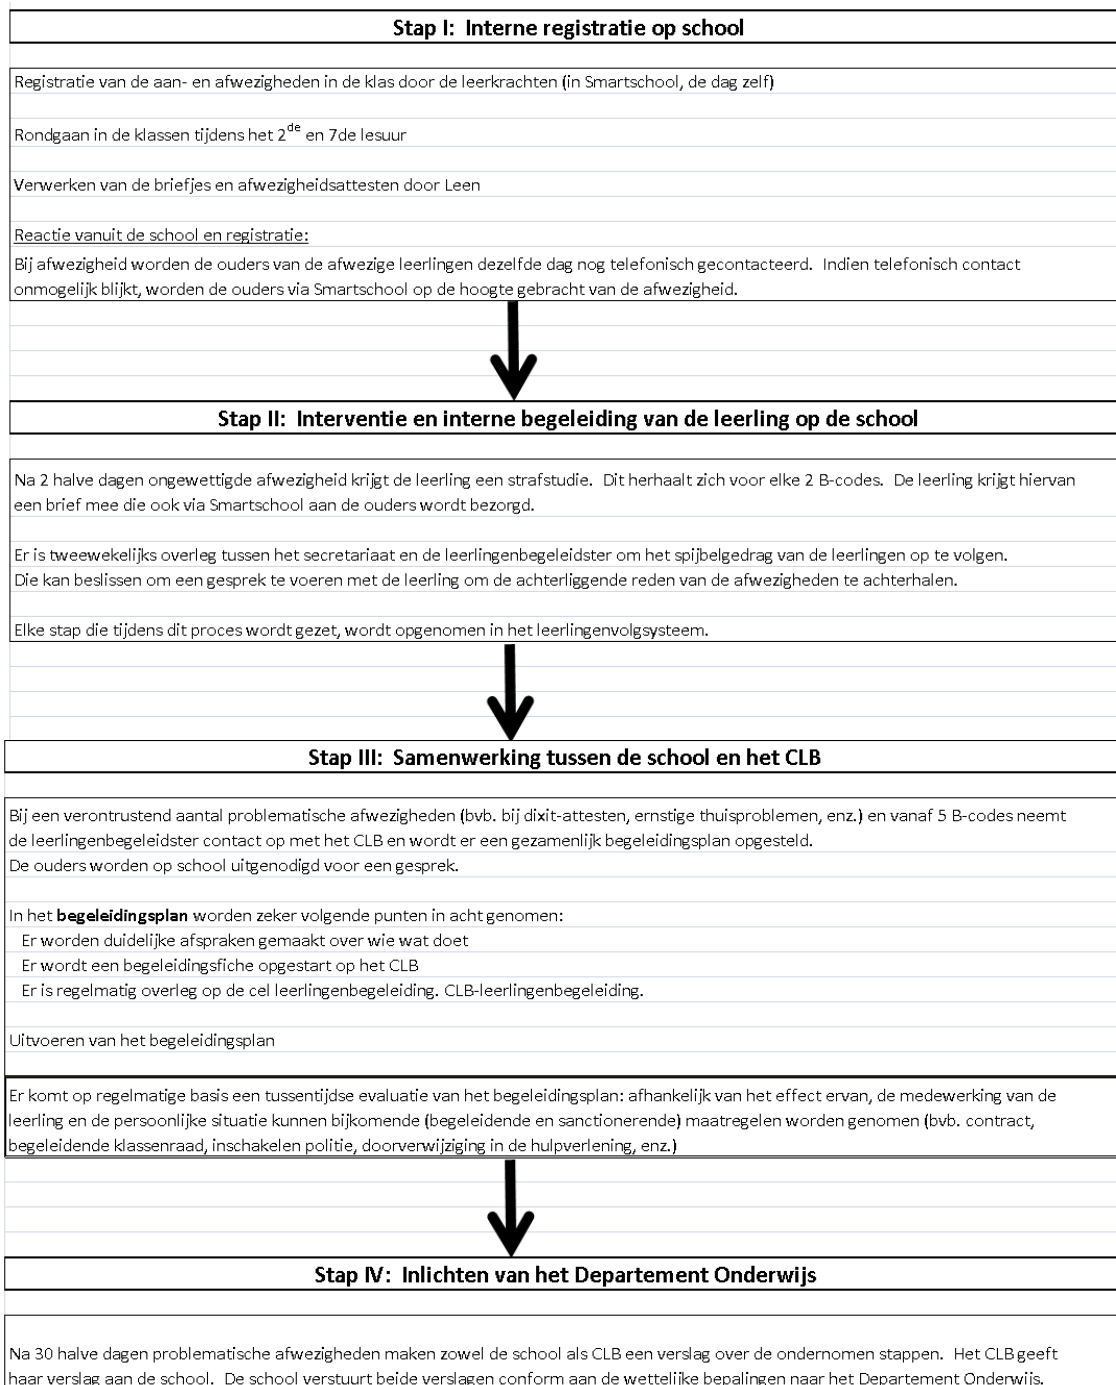 Stap I:  Interne registratie op school
Registratie van de aan- en afwezigheden in de klas door de leerkrachten (in Smartschool, de dag zelf)
Rondgaan in de klassen tijdens het 2de en 7de lesuur
Verwerken van de briefjes en afwezigheidsattesten door Leen
Reactie vanuit de school en registratie:
Bij afwezigheid worden de ouders van de afwezige leerlingen dezelfde dag nog telefonisch gecontacteerd.  Indien telefonisch contact
onmogelijk blijkt, worden de ouders via Smartschool op de hoogte gebracht van de afwezigheid.
Stap II:  Interventie en interne begeleiding van de leerling op de school
Na 2 halve dagen ongewettigde afwezigheid krijgt de leerling een strafstudie.  Dit herhaalt zich voor elke 2 B-codes.  De leerling krijgt hiervan
een brief mee die ook via Smartschool aan de ouders wordt bezorgd.
Er is tweewekelijks overleg tussen het secretariaat en de leerlingenbegeleidster om het spijbelgedrag van de leerlingen op te volgen.
Die kan beslissen om een gesprek te voeren met de leerling om de achterliggende reden van de afwezigheden te achterhalen.
Elke stap die tijdens dit proces wordt gezet, wordt opgenomen in het leerlingenvolgsysteem.
Stap III:  Samenwerking tussen de school en het CLB
Bij een verontrustend aantal problematische afwezigheden (bvb. bij dixit-attesten, ernstige thuisproblemen, enz.) en vanaf 5 B-codes neemt
de leerlingenbegeleidster contact op met het CLB en wordt er een gezamenlijk begeleidingsplan opgesteld.
De ouders worden op school uitgenodigd voor een gesprek.
In het begeleidingsplan worden zeker volgende punten in acht genomen:
Er worden duidelijke afspraken gemaakt over wie wat doet
Er wordt een begeleidingsfiche opgestart op het CLB
Er is regelmatig overleg op de cel leerlingenbegeleiding. CLB-leerlingenbegeleiding.
Uitvoeren van het begeleidingsplan
Er komt op regelmatige basis een tussentijdse evaluatie van het begeleidingsplan: afhankelijk van het effect ervan, de medewerking van de
leerling en de persoonlijke situatie kunnen bijkomende (begeleidende en sanctionerende) maatregelen worden genomen (bvb. contract,
begeleidende klassenraad, inschakelen politie, doorverwijziging in de hulpverlening, enz.)
Stap IV:  Inlichten van het Departement Onderwijs
Na 30 halve dagen problematische afwezigheden maken zowel de school als CLB een verslag over de ondernomen stappen.  Het CLB geeft
haar verslag aan de school.  De school verstuurt beide verslagen conform aan de wettelijke bepalingen naar het Departement Onderwijs.